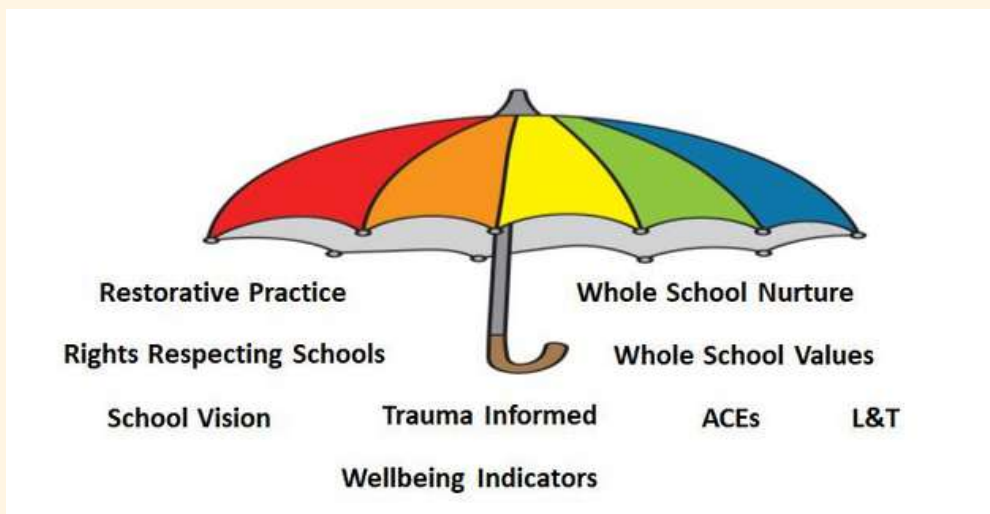 Restorative Practice Whole School Nurture
Rights Respecting Schools Whole School Values
School Vision Trauma Informed ACEs L&T
Wellbeing Indicators